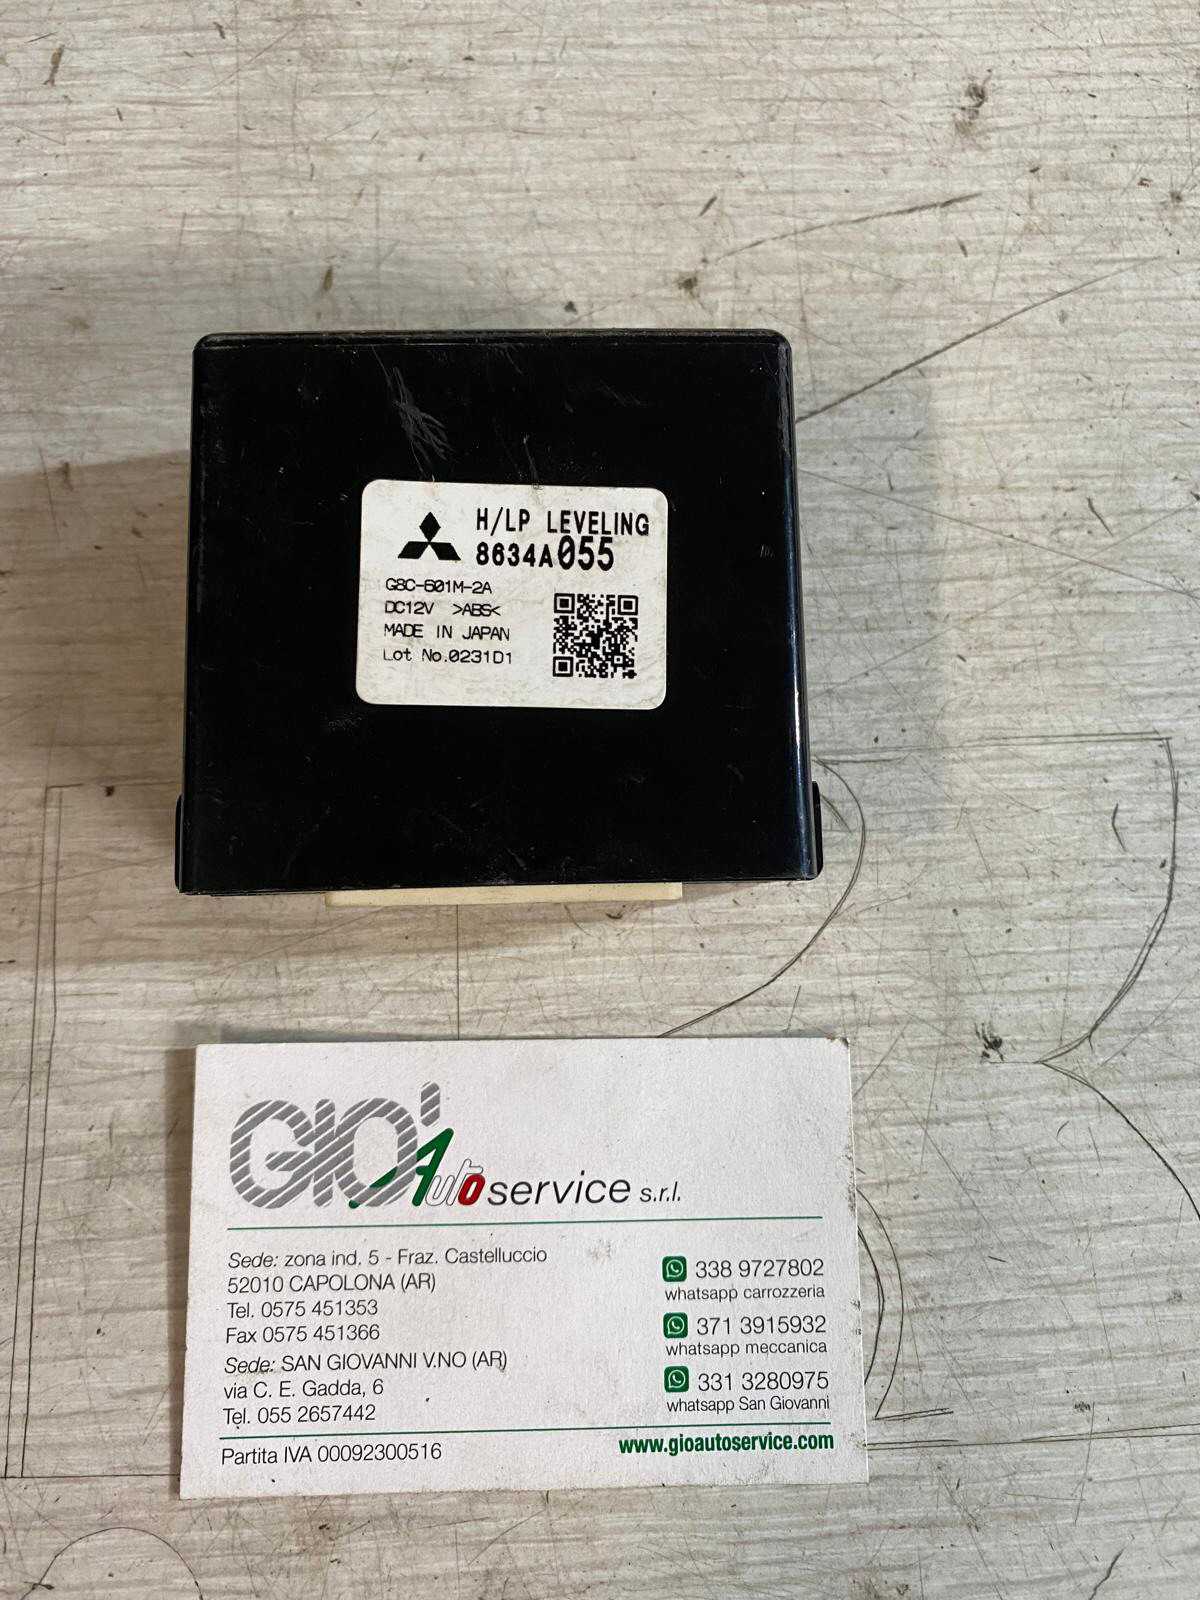 H/LP LEVELING
8634A055
G8C-601M-2A
DC12V >ABS<
MADE IN JAPAN
Lot No.0231D1
GIO' Auto service s.r.l.
Sede: zona ind. 5 - Fraz. Castelluccio
52010 CAPOLONA (AR)
Tel. 0575 451353
Fax 0575 451366
Sede: SAN GIOVANNI V.NO (AR)
via C. E. Gadda, 6
Tel. 055 2657442
338 9727802
whatsapp carrozzeria
371 3915932
whatsapp meccanica
331 3280975
whatsapp San Giovanni
Partita IVA 00092300516
www.gioautoservice.com